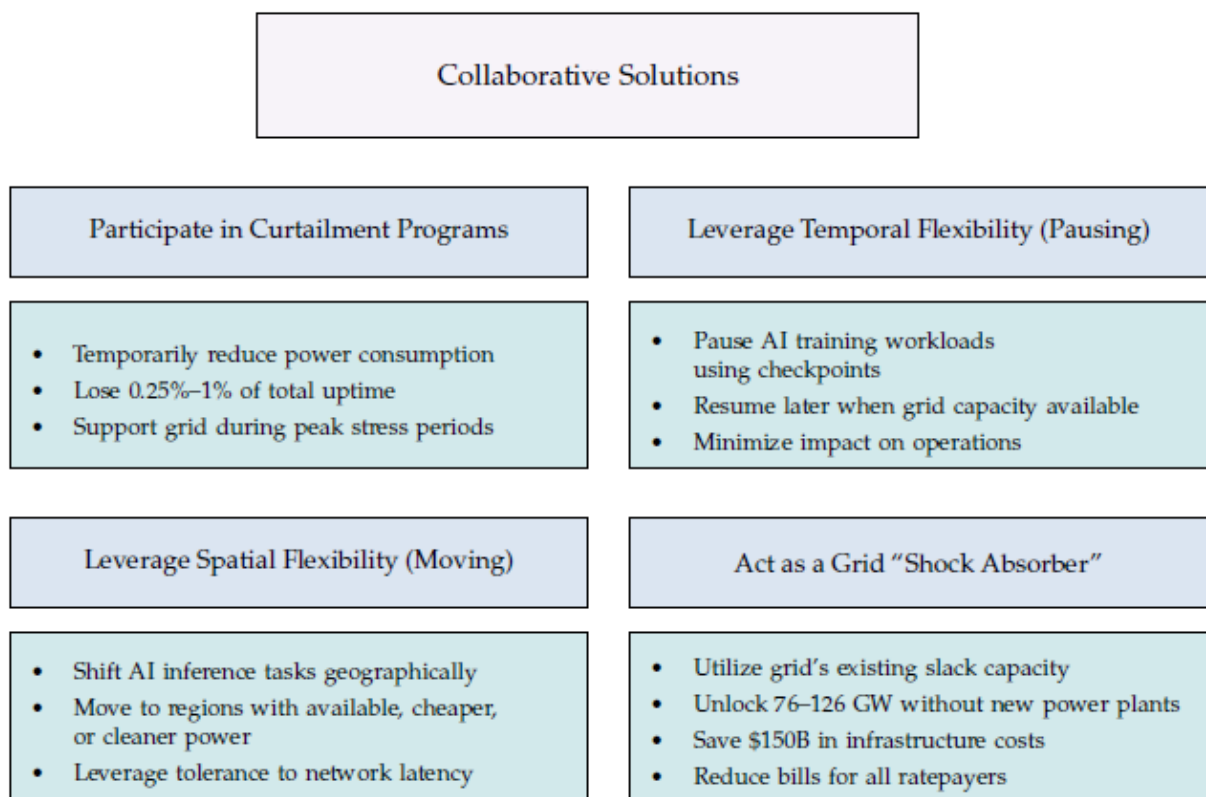 Collaborative Solutions
Participate in Curtailment Programs
• Temporarily reduce power consumption
• Lose 0.25%–1% of total uptime
• Support grid during peak stress periods
Leverage Temporal Flexibility (Pausing)
• Pause AI training workloads
using checkpoints
• Resume later when grid capacity available
• Minimize impact on operations
Leverage Spatial Flexibility (Moving)
• Shift AI inference tasks geographically
• Move to regions with available, cheaper,
or cleaner power
• Leverage tolerance to network latency
Act as a Grid “Shock Absorber”
• Utilize grid’s existing slack capacity
• Unlock 76–126 GW without new power plants
• Save $150B in infrastructure costs
• Reduce bills for all ratepayers